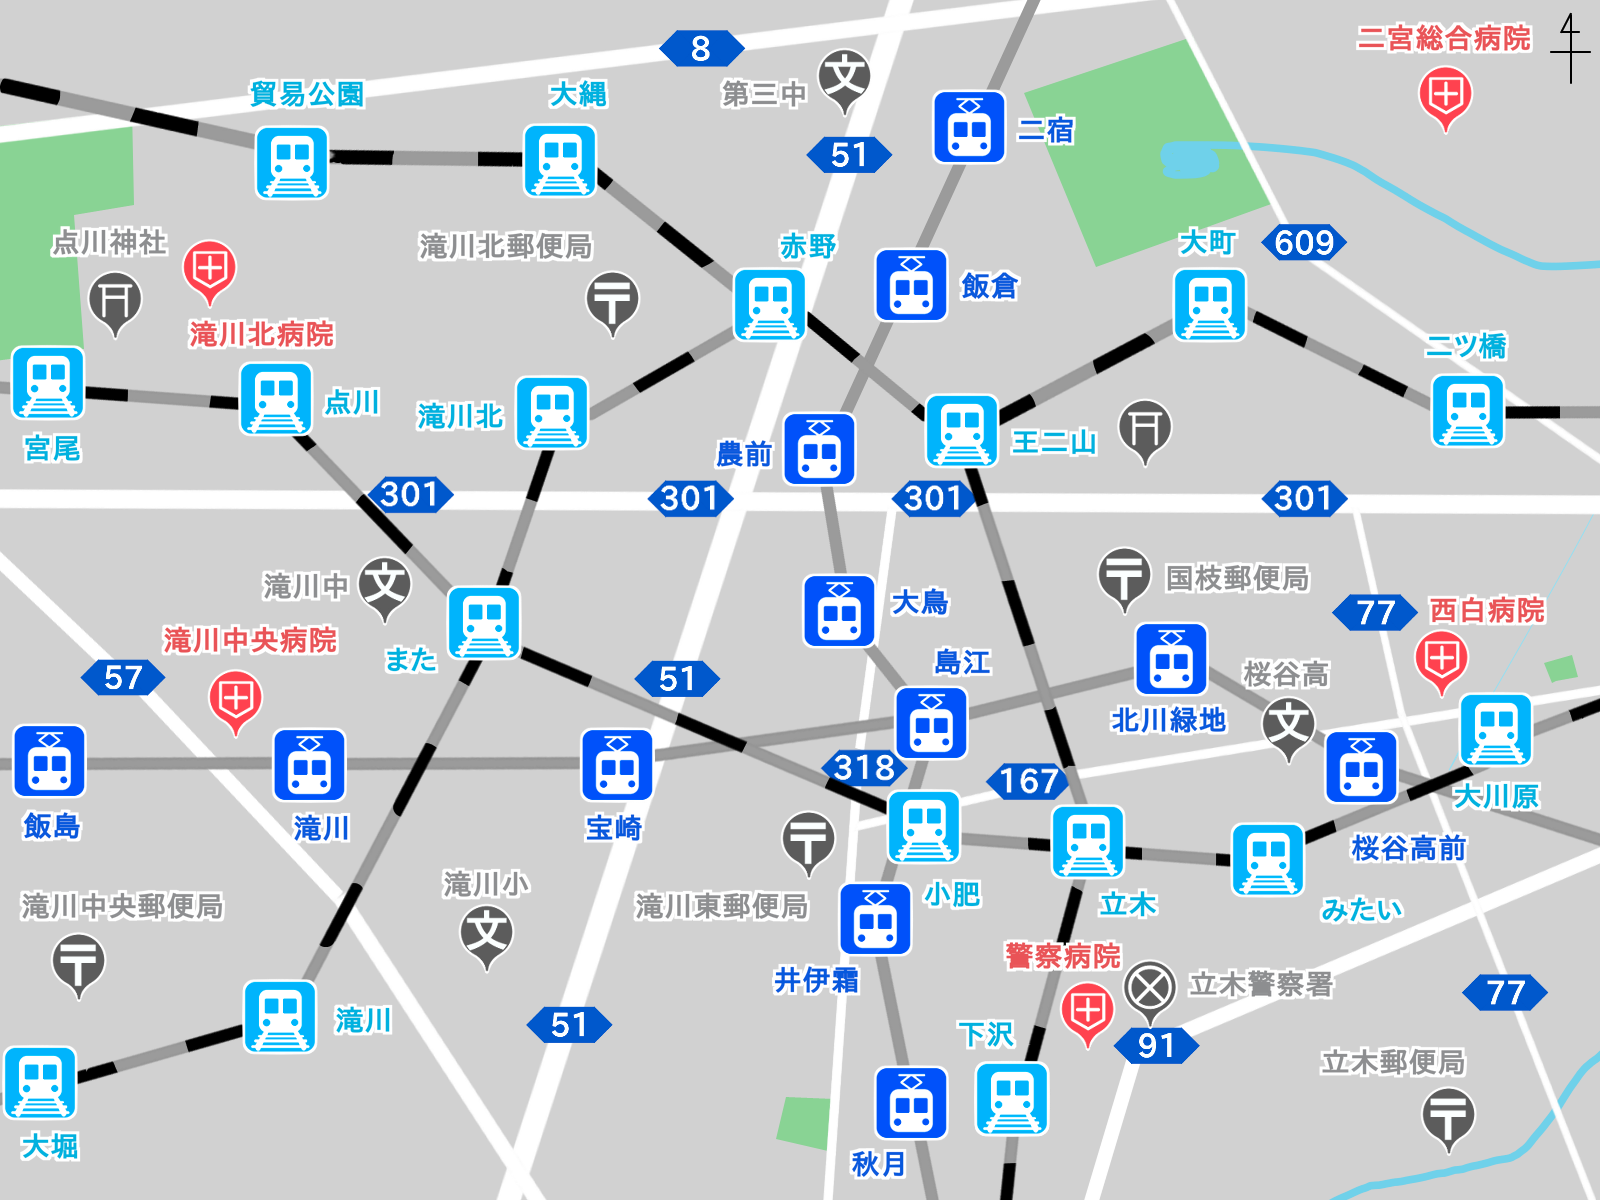 二宮総合病院
8
貿易公園
大縄
第三中
文
二宿
51
点川神社
滝川北郵便局
赤野
大町
609
飯倉
滝川北病院
二ツ橋
点川
滝川北
宮尾
農前
王二山
301
301
301
301
滝川中
文
大鳥
国枝郵便局
77
西白病院
滝川中央病院
また
57
51
島江
桜谷高
文
北川緑地
318
167
大川原
飯島
滝川
宝崎
桜谷高前
滝川小
文
滝川中央郵便局
滝川東郵便局
小肥
立木
みたい
井伊霜
警察病院
立木警察署
77
滝川
51
下沢
91
立木郵便局
大堀
秋月